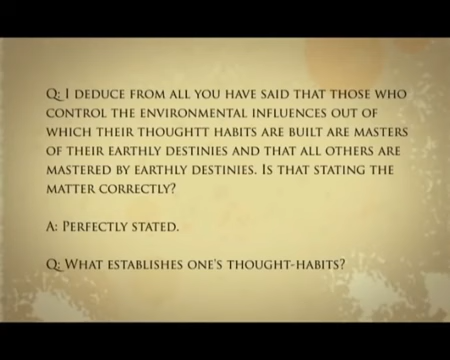 Q: I DEDUCE FROM ALL YOU HAVE SAID THAT THOSE WHO
CONTROL THE ENVIRONMENTAL INFLUENCES OUT OF
WHICH THEIR THOUGHTT HABITS ARE BUILT ARE MASTERS
OF THEIR EARTHLY DESTINIES AND THAT ALL OTHERS ARE
MASTERED BY EARTHLY DESTINIES. IS THAT STATING THE
MATTER CORRECTLY?
A: PERFECTLY STATED.
Q: WHAT ESTABLISHES ONE'S THOUGHT-HABITS?